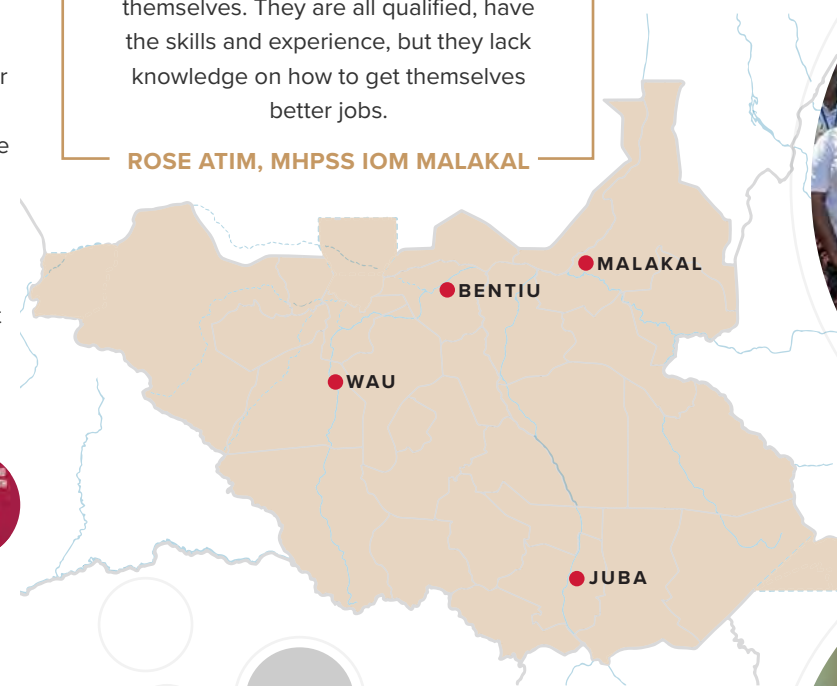 themselves. They are all qualified, have
the skills and experience, but they lack
knowledge on how to get themselves
better jobs.
ROSE ATIM, MHPSS IOM MALAKAL
MALAKAL
BENTIU
WAU
JUBA